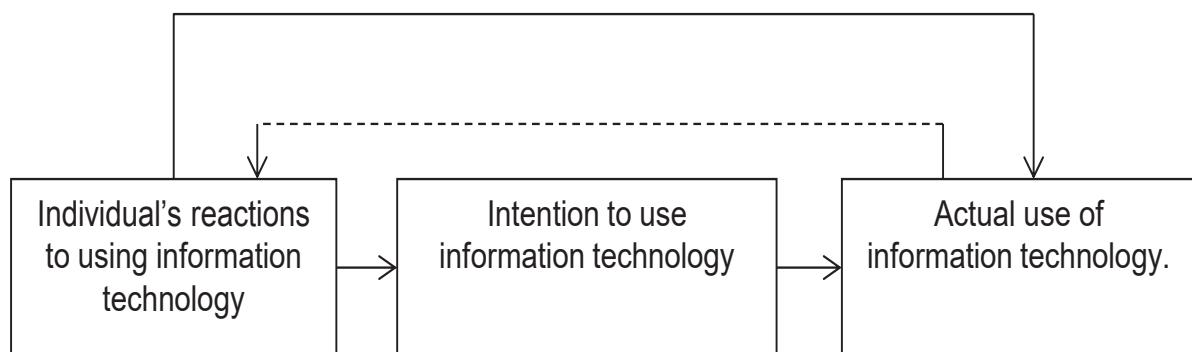 Individual’s reactions
to using information
technology
Intention to use
information technology
Actual use of
information technology.